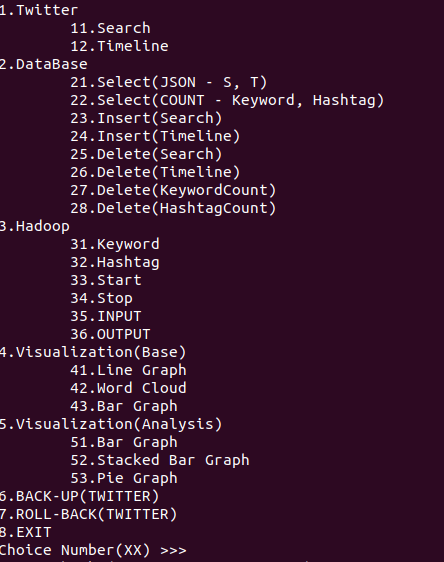 1.Twitter
11.Search
12.Timeline
2.DataBase
21.Select(JSON - S, T)
22.Select(COUNT - Keyword, Hashtag)
23.Insert(Search)
24.Insert(Timeline)
25.Delete(Search)
26.Delete(Timeline)
27.Delete(KeywordCount)
28.Delete(HashtagCount)
3.Hadoop
31.Keyword
32.Hashtag
33.Start
34.Stop
35.INPUT
36.OUTPUT
4.Visualization(Base)
41.Line Graph
42.Word Cloud
43.Bar Graph
5.Visualization(Analysis)
51.Bar Graph
52.Stacked Bar Graph
53.Pie Graph
6.BACK-UP(TWITTER)
7.ROLL-BACK(TWITTER)
8.EXIT
Choice Number(XX) >>>